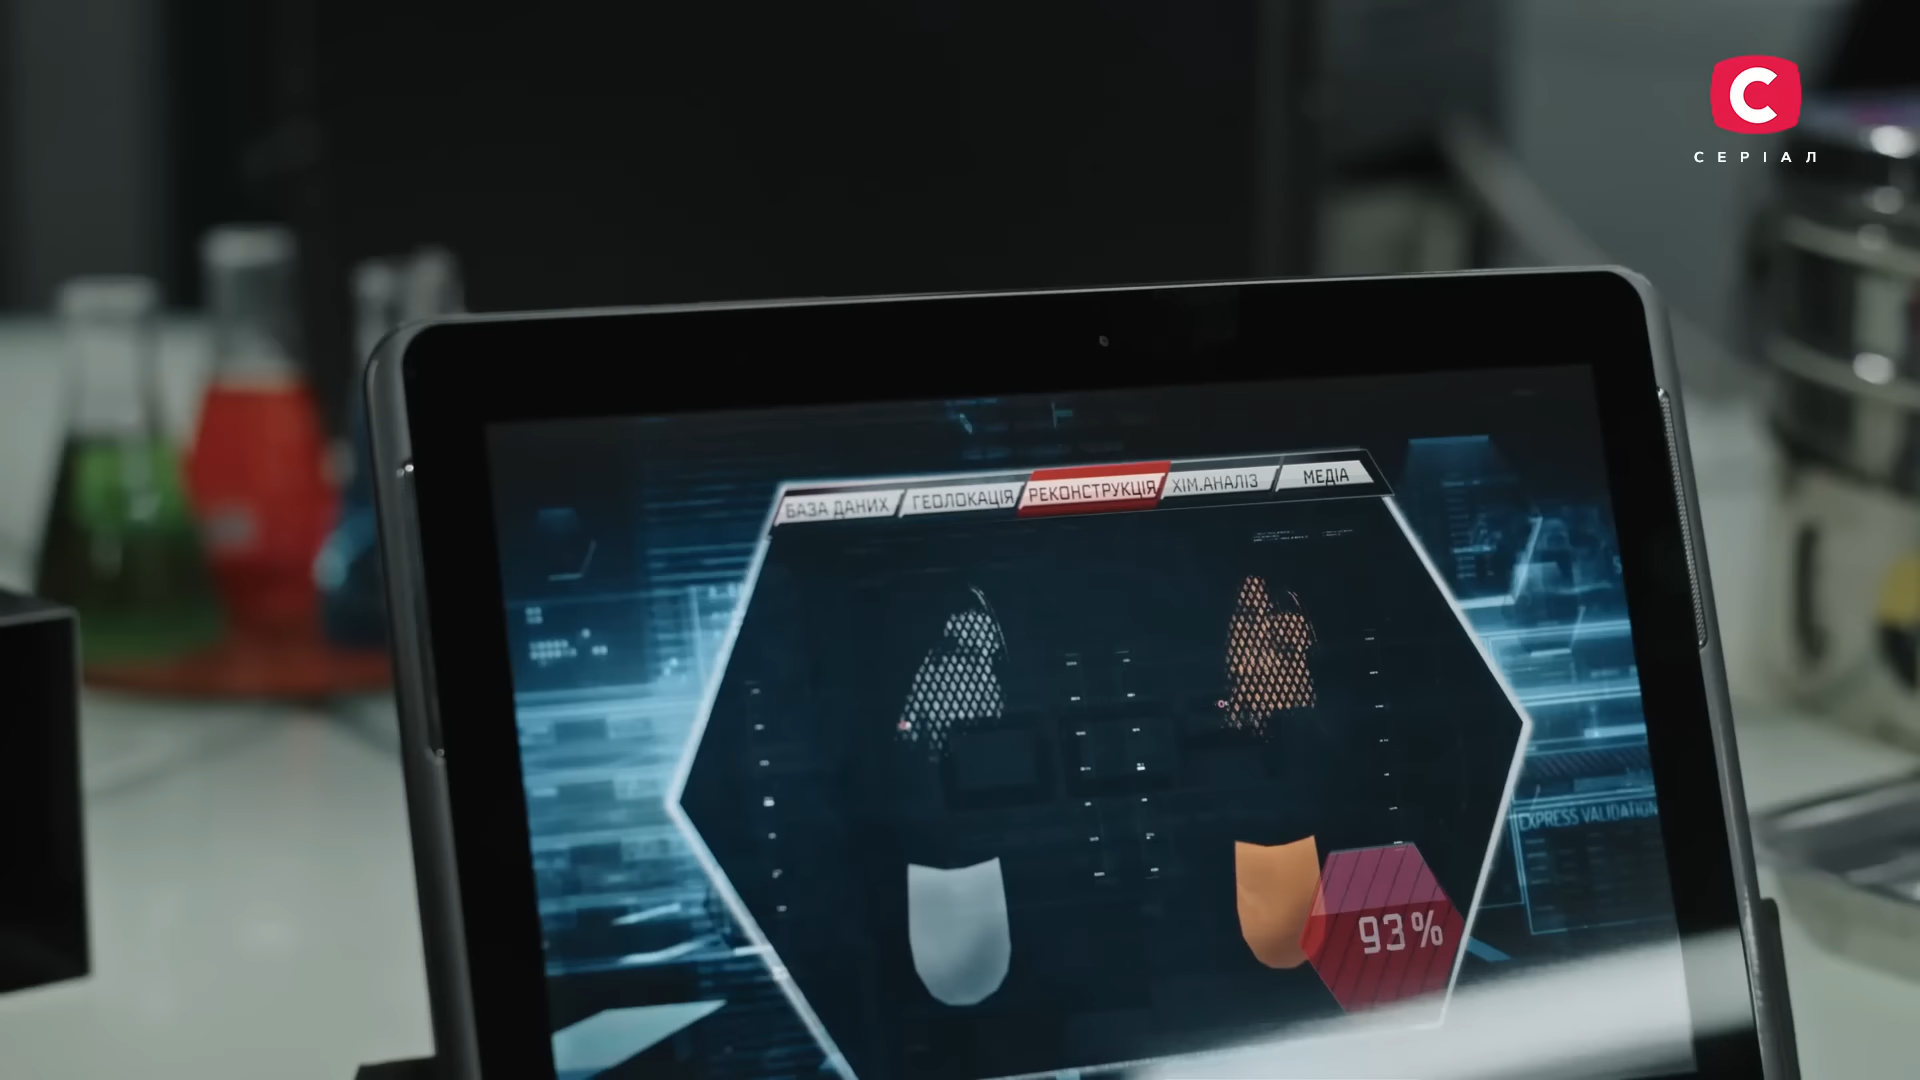 С
СЕРІАЛ
БАЗА ДАНИХ
ГЕОЛОКАЦІЯ
РЕКОНСТРУКЦІЯ
ХІМ.АНАЛІЗ
МЕДІА
EXPRESS VALIDATION
93%